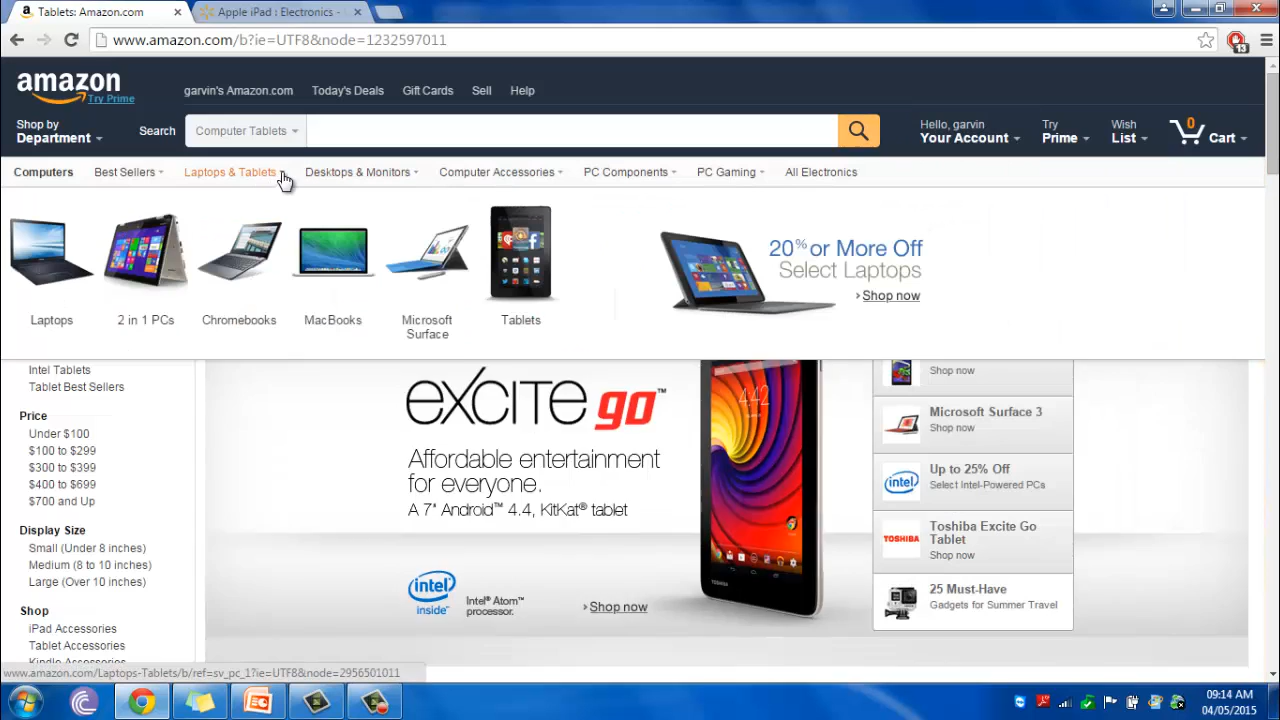 Tablets: Amazon.com
Apple iPad : Electronics -
www.amazon.com/b?ie=UTF8&node=1232597011
13
amazon
Try Prime
garvin's Amazon.com Today's Deals Gift Cards Sell Help
Shop by
Department
Search
Computer Tablets
Hello, garvin
Your Account
Try
Prime
Wish
List
0
Cart
Computers Best Sellers Laptops & Tablets Desktops & Monitors Computer Accessories PC Components PC Gaming All Electronics
Laptops
2 in 1 PCs
Chromebooks
MacBooks
Microsoft
Surface
Tablets
20% or More Off
Select Laptops
Shop now
Intel Tablets
Tablet Best Sellers
Price
Under $100
$100 to $299
$300 to $399
$400 to $699
$700 and Up
Display Size
Small (Under 8 inches)
Medium (8 to 10 inches)
Large (Over 10 inches)
Shop
iPad Accessories
Tablet Accessories
Kindle Accessories
excite go™
Affordable entertainment
for everyone.
A 7" Android™ 4.4, KitKat® tablet
intel
inside™
Intel® Atom™
processor.
Shop now
4:42
TOSHIBA
Shop now
Microsoft Surface 3
Shop now
intel
Up to 25% Off
Select Intel-Powered PCs
TOSHIBA
Toshiba Excite Go
Tablet
Shop now
25 Must-Have
Gadgets for Summer Travel
www.amazon.com/Laptops-Tablets/b/ref=sv_pc_1?ie=UTF8&node=2956501011
09:14 AM
04/05/2015